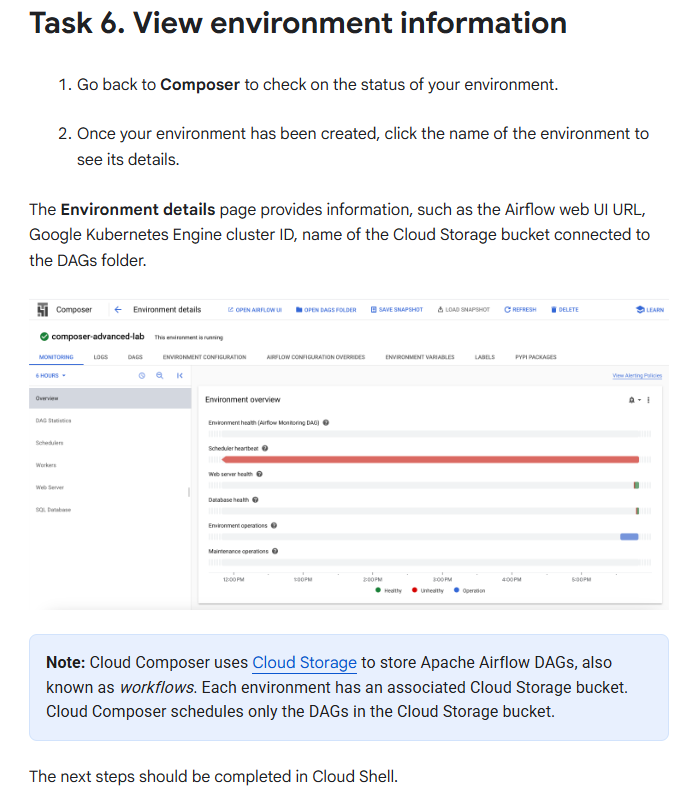 Task 6. View environment information
1. Go back to Composer to check on the status of your environment.
2. Once your environment has been created, click the name of the environment to
see its details.
The Environment details page provides information, such as the Airflow web UI URL,
Google Kubernetes Engine cluster ID, name of the Cloud Storage bucket connected to
the DAGs folder.
Composer Environment details OPEN AIRFLOW UI OPEN DAGS FOLDER SAVE SNAPSHOT LOAD SNAPSHOT REFRESH DELETE LEARN
composer-advanced-lab This environment is running
MONITORING LOGS DAGS ENVIRONMENT CONFIGURATION AIRFLOW CONFIGURATION OVERRIDES ENVIRONMENT VARIABLES LABELS PYPI PACKAGES
6 HOURS View Alerting Policies
Overview
Environment overview
DAG Statistics
Environment health (Airflow Monitoring DAG)
Schedulers
Scheduler heartbeat
Workers
Web server health
Web Server
Database health
SQL Database
Environment operations
Maintenance operations
12:00 PM 1:00 PM 2:00 PM 3:00 PM 4:00 PM 5:00 PM
Healthy Unhealthy Operation
Note: Cloud Composer uses Cloud Storage to store Apache Airflow DAGs, also
known as workflows. Each environment has an associated Cloud Storage bucket.
Cloud Composer schedules only the DAGs in the Cloud Storage bucket.
The next steps should be completed in Cloud Shell.